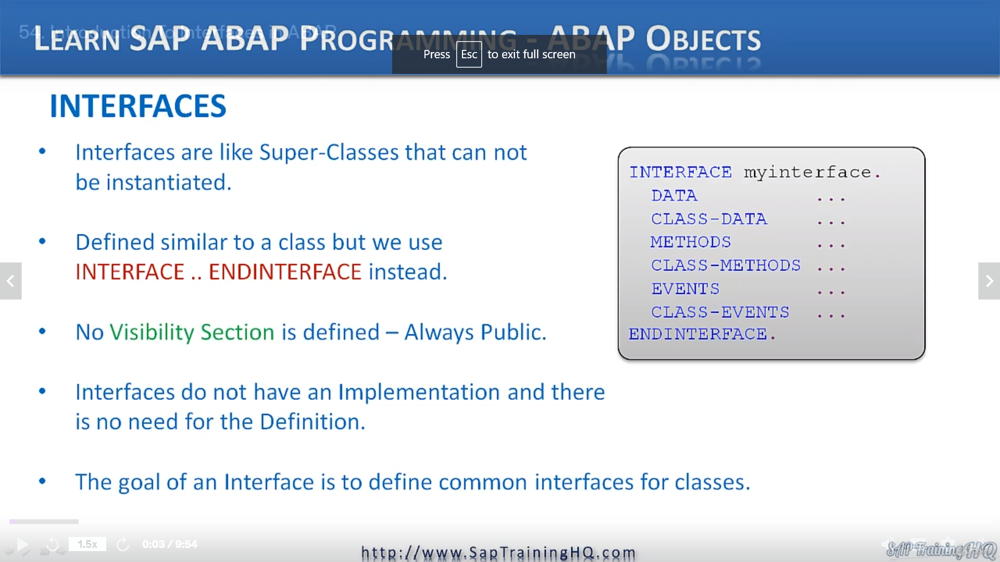 54. Introduction To Interfaces in ABAP
LEARN SAP ABAP PROGRAMMING - ABAP OBJECTS
Press Esc to exit full screen
INTERFACES
• Interfaces are like Super-Classes that can not
be instantiated.
• Defined similar to a class but we use
INTERFACE .. ENDINTERFACE instead.
• No Visibility Section is defined – Always Public.
• Interfaces do not have an Implementation and there
is no need for the Definition.
• The goal of an Interface is to define common interfaces for classes.
INTERFACE myinterface.
DATA ...
CLASS-DATA ...
METHODS ...
CLASS-METHODS ...
EVENTS ...
CLASS-EVENTS ...
ENDINTERFACE.
1.5x
0:03 / 9:54
http://www.SapTrainingHQ.com
SAP Training HQ